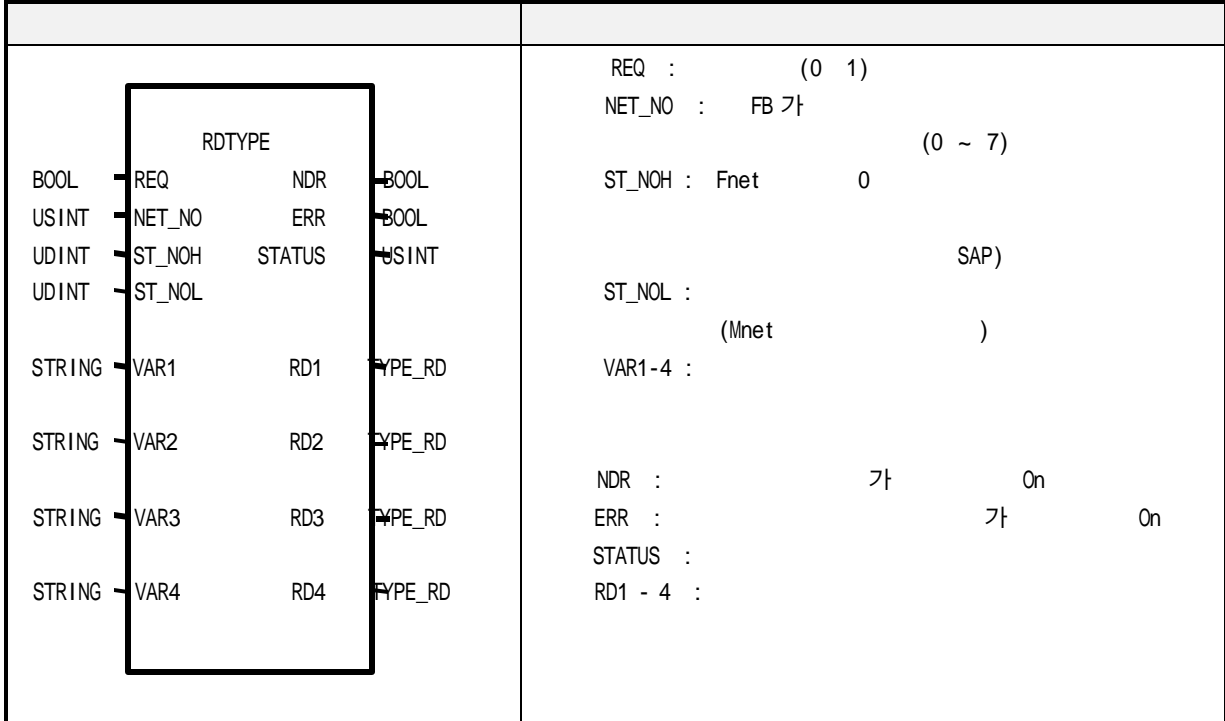 RDTYPE
BOOL REQ NDR BOOL
USINT NET_NO ERR BOOL
UDINT ST_NOH STATUS USINT
UDINT ST_NOL
STRING VAR1 RD1 TYPE_RD
STRING VAR2 RD2 TYPE_RD
STRING VAR3 RD3 TYPE_RD
STRING VAR4 RD4 TYPE_RD
REQ : (0 1)
NET_NO : FB 가
(0 ~ 7)
ST_NOH : Fnet 0
SAP)
ST_NOL :
(Mnet )
VAR1-4 :
NDR : 가 On
ERR : 가 On
STATUS :
RD1 - 4 :